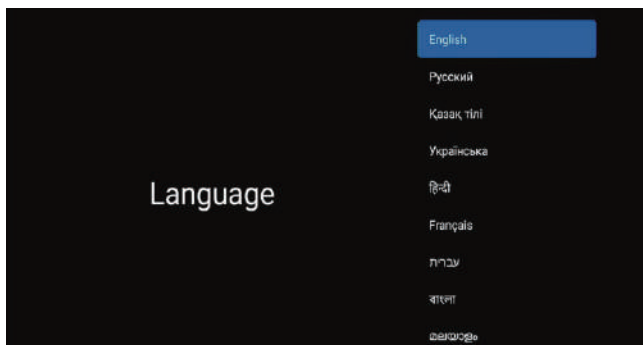 Language
English
Русский
Қазақ тілі
Українська
हिन्दी
Français
עברית
বাংলা
മലയാളം